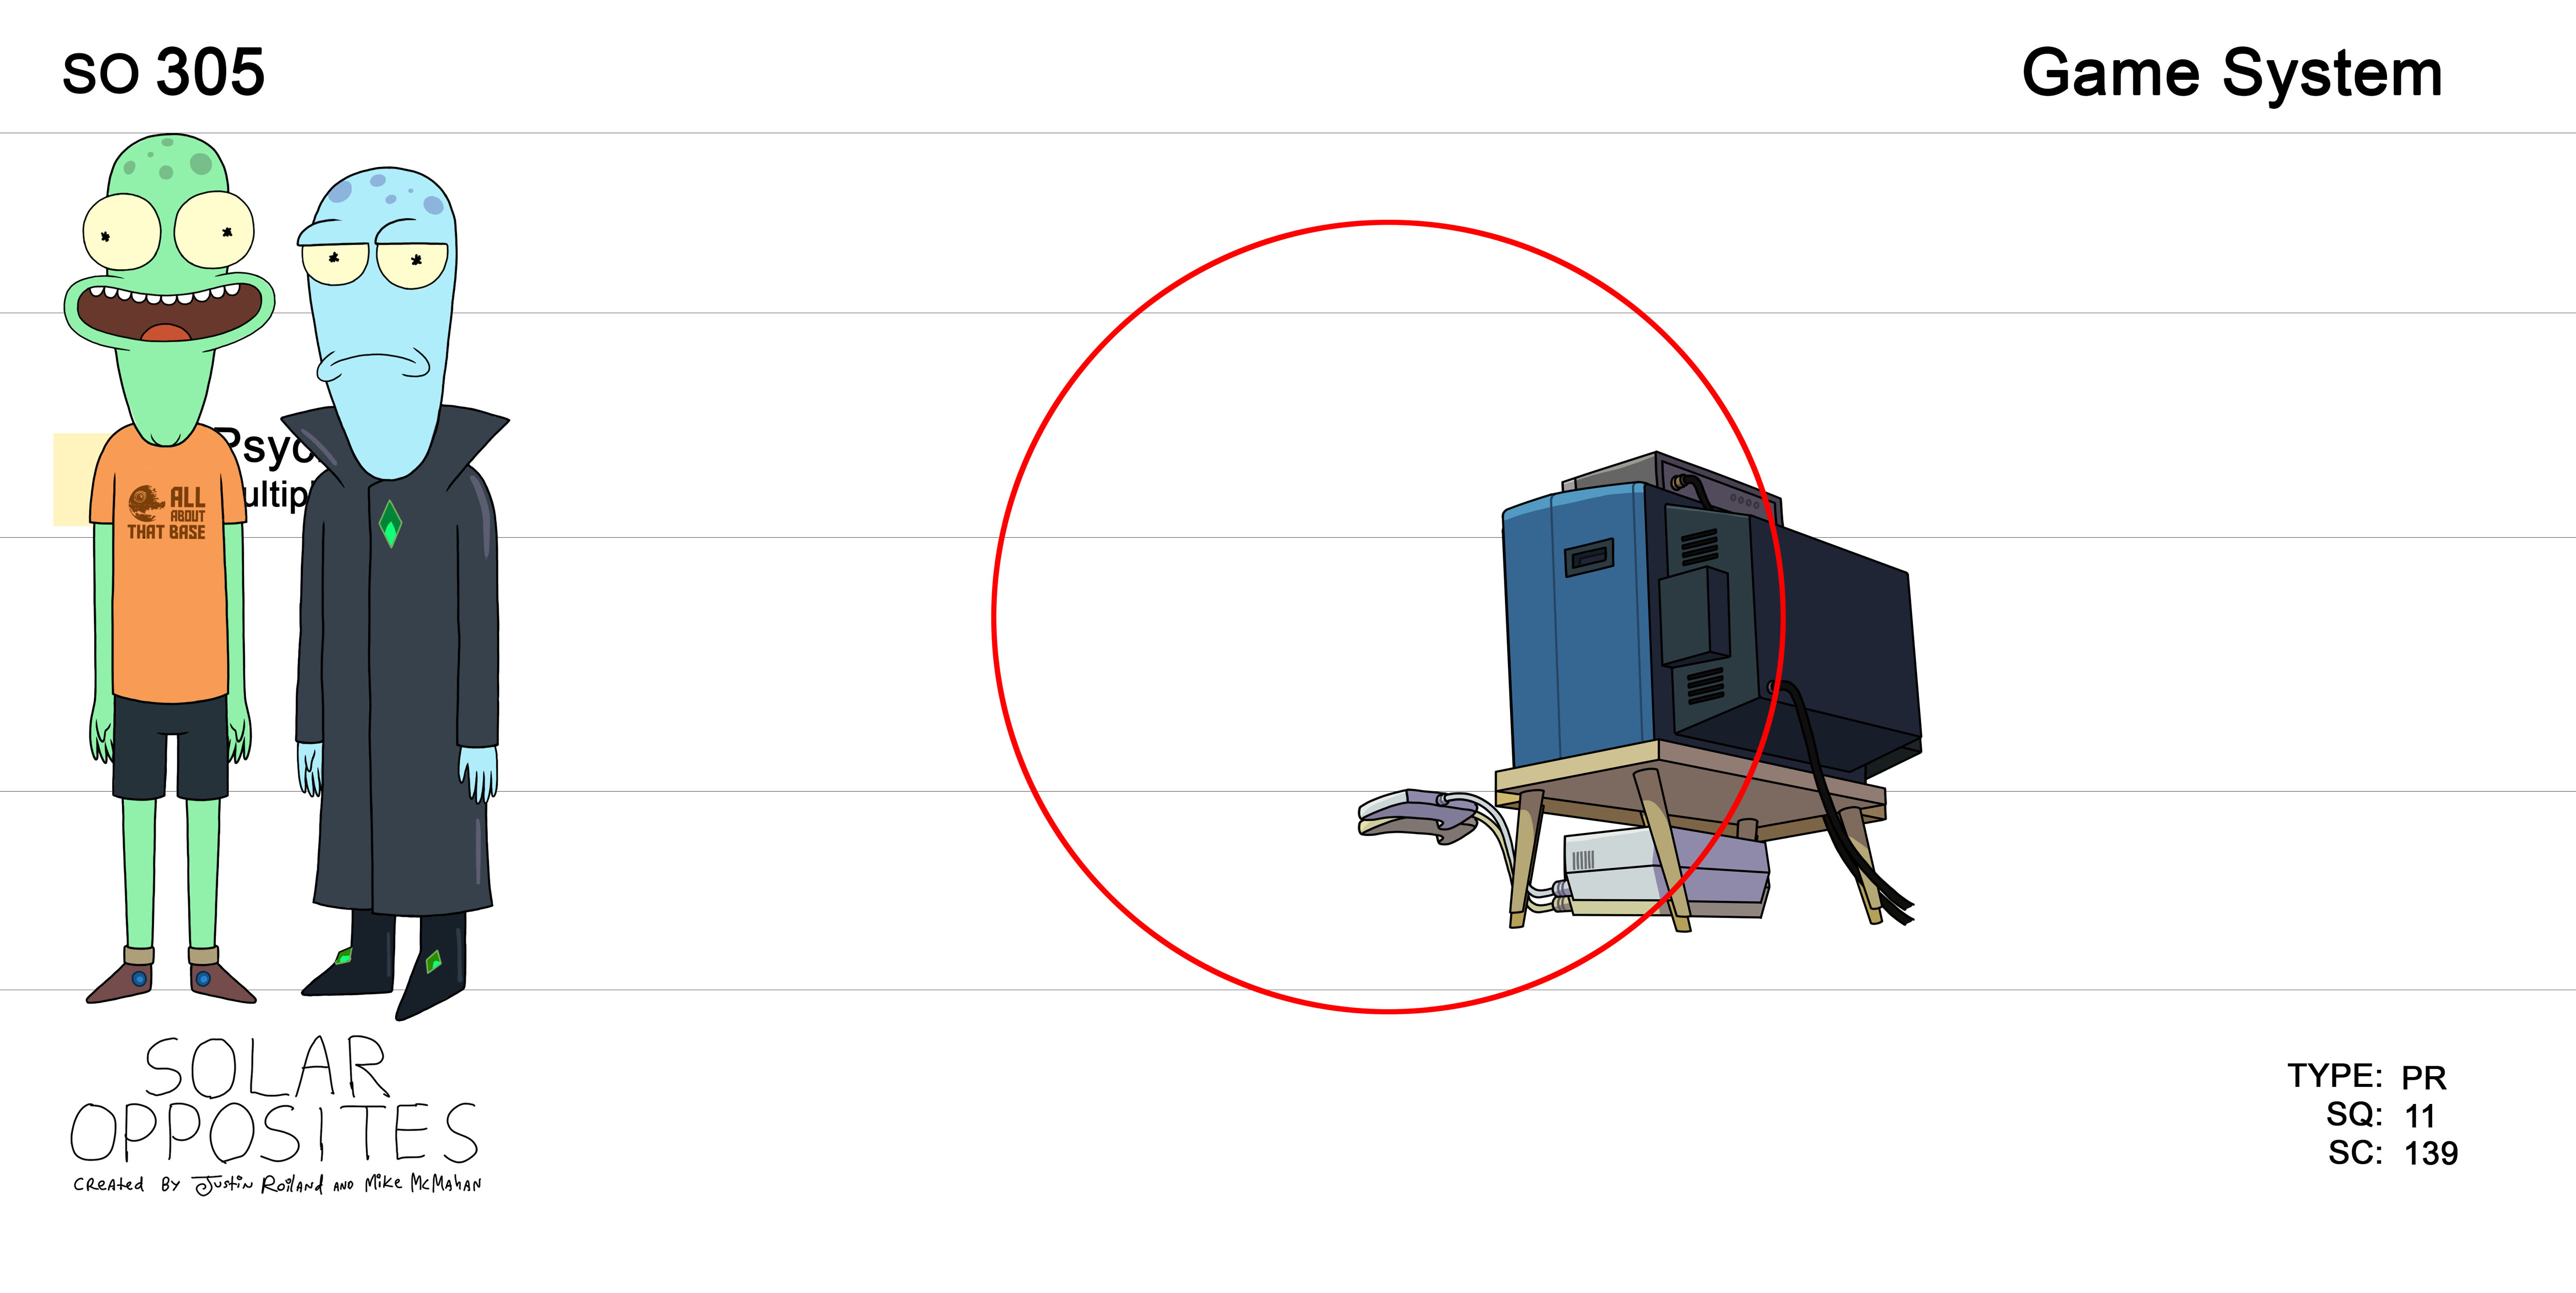 SO 305
Game System
Psyc
ultip
ALL
ABOUT
THAT BASE
SOLAR
OPPOSITES
CREATED BY JUSTIN ROILAND AND MIKE MCMAHAN
TYPE: PR
SQ: 11
SC: 139